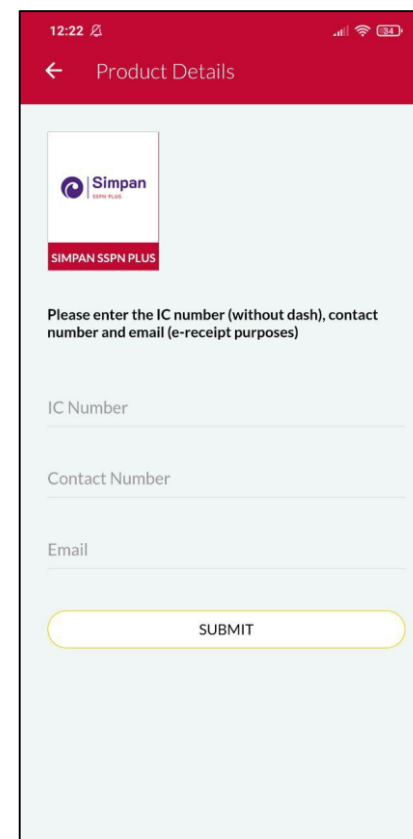 12:22
34
Product Details
Simpan
SSPN PLUS
SIMPAN SSPN PLUS
Please enter the IC number (without dash), contact
number and email (e-receipt purposes)
IC Number
Contact Number
Email
SUBMIT